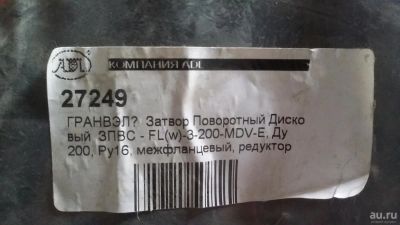 ADL
КОМПАНИЯ ADL
27249
ГРАНВЭЛ? Затвор Поворотный Диско
вый ЗПВС - FL(w)-3-200-MDV-E, Ду
200, Ру16, межфланцевый, редуктор
au.ru